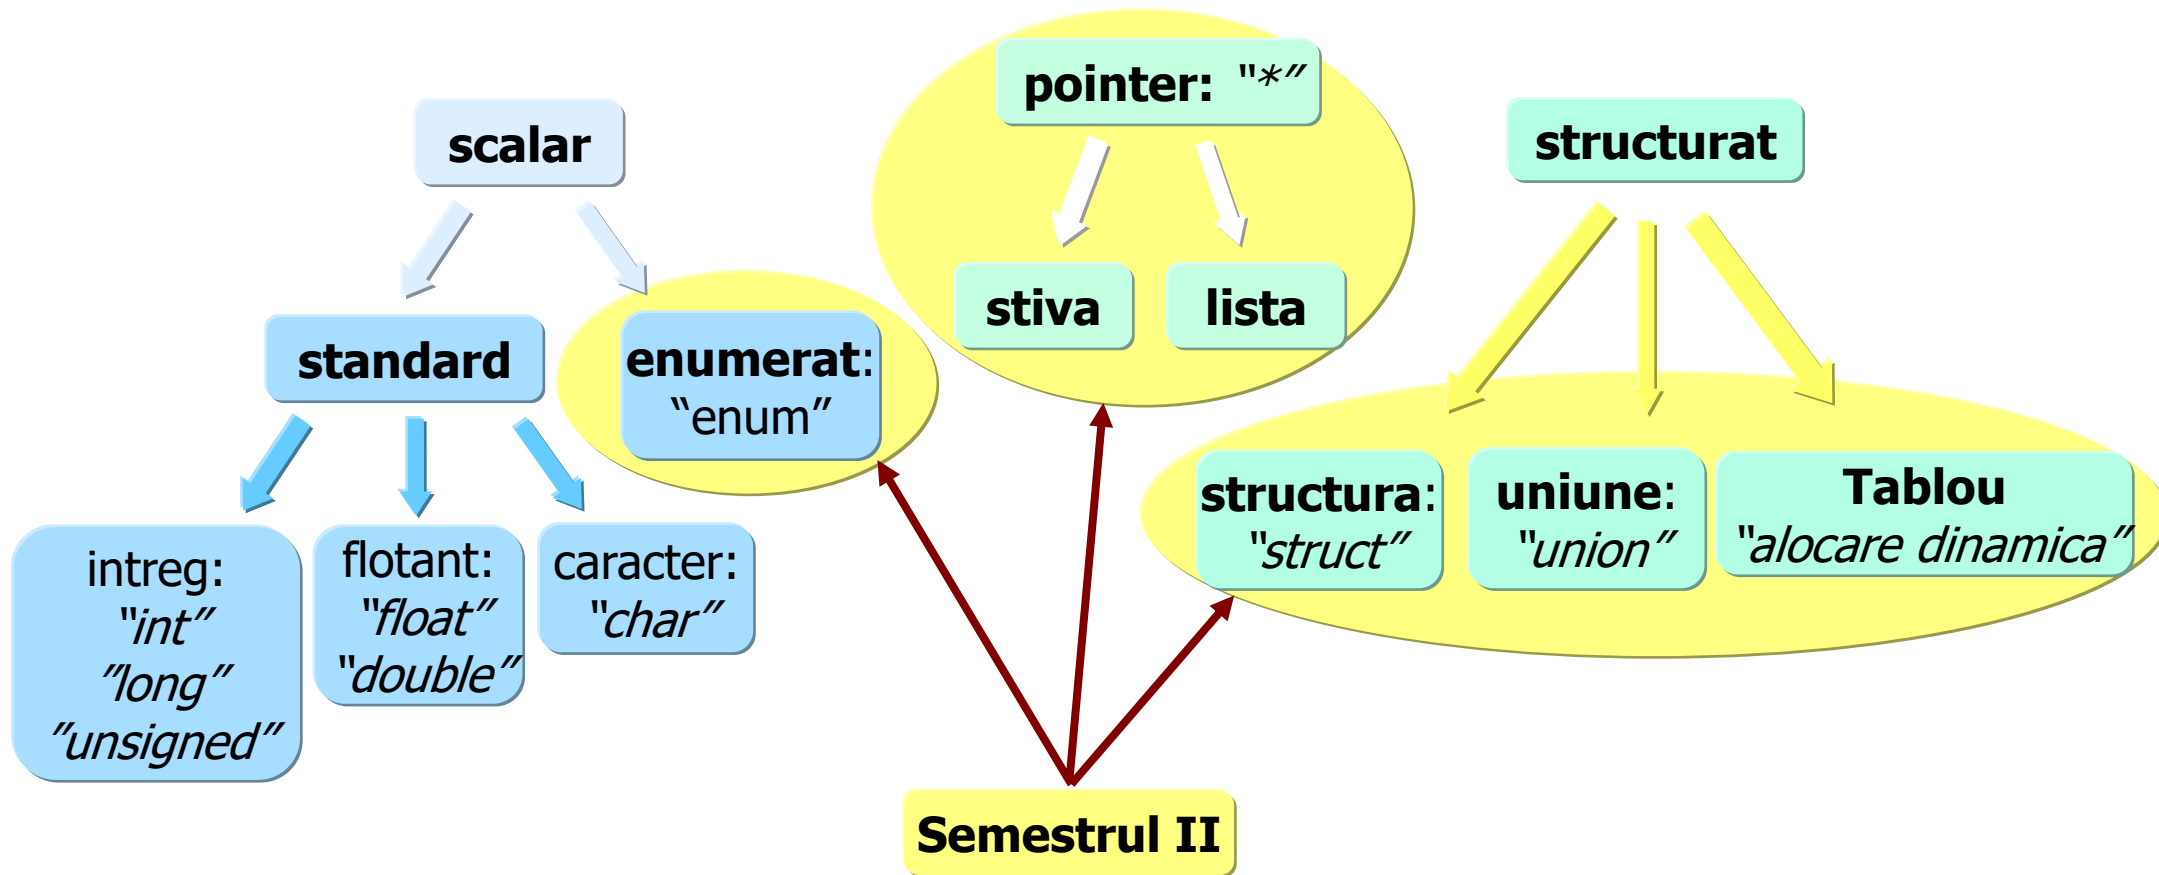 scalar
pointer: “*”
structurat
stiva
lista
standard
enumerat:
“enum”
structura:
“struct”
uniune:
“union”
Tablou
“alocare dinamica”
intreg:
“int”
”long”
”unsigned”
flotant:
“float”
“double”
caracter:
“char”
Semestrul II